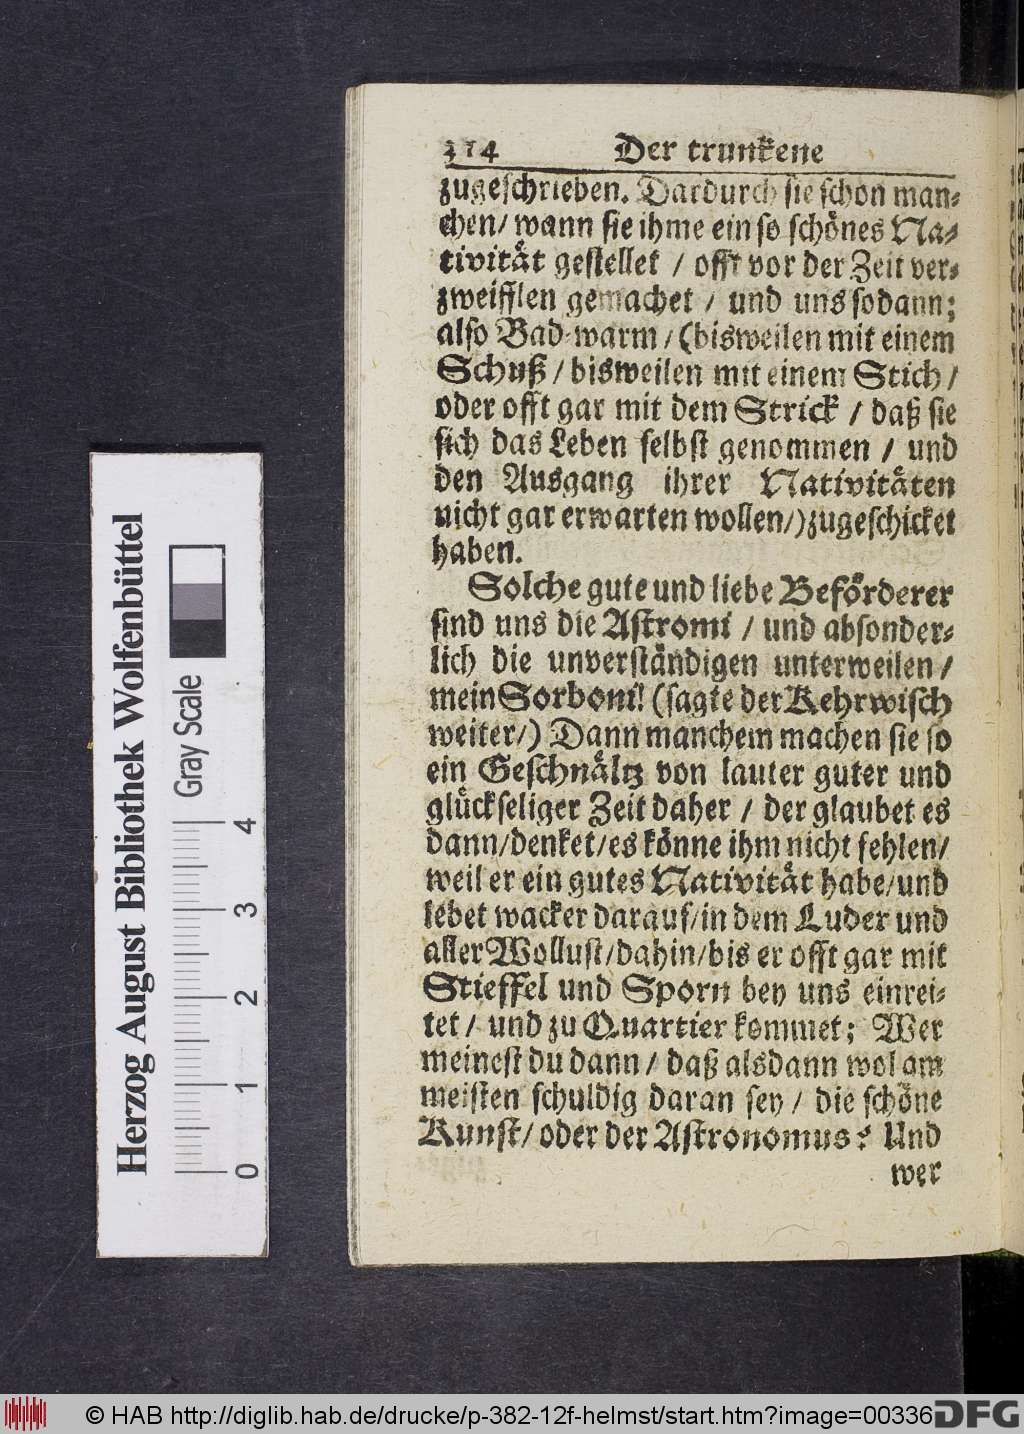 314 Der trunkene
zugeschrieben. Dardurch sie schon man-
chen/ wann sie ihme ein so schönes Na-
tivität gestellet / offt vor der Zeit ver-
zweifflen gemachet / und uns sodann;
also Bad-warm / (bisweilen mit einem
Schuß / bisweilen mit einem Stich /
oder offt gar mit dem Strick / daß sie
sich das Leben selbst genommen / und
den Ausgang ihrer Nativitäten
nicht gar erwarten wollen/) zugeschicket
haben.
Solche gute und liebe Beförderer
sind uns die Astromi / und absonder-
lich die unverständigen unterweilen /
mein Sorboni! (sagte der Kehrwisch
weiter/) Dann manchem machen sie so
ein Geschnältz von lauter guter und
glückseliger Zeit daher / der glaubet es
dann/ denket/ es könne ihm nicht fehlen/
weil er ein gutes Nativität habe/ und
lebet wacker darauf/ in dem Luder und
aller Wollust/ dahin/ bis er offt gar mit
Stieffel und Sporn bey uns einrei-
tet / und zu Quartier kommet; Wer
meinest du dann / daß alsdann wol am
meisten schuldig daran sey / die schöne
Kunst/ oder der Astronomus? Und
wer
Herzog August Bibliothek Wolfenbüttel
Gray Scale
0 1 2 3 4
© HAB http://diglib.hab.de/drucke/p-382-12f-helmst/start.htm?image=00336
DFG